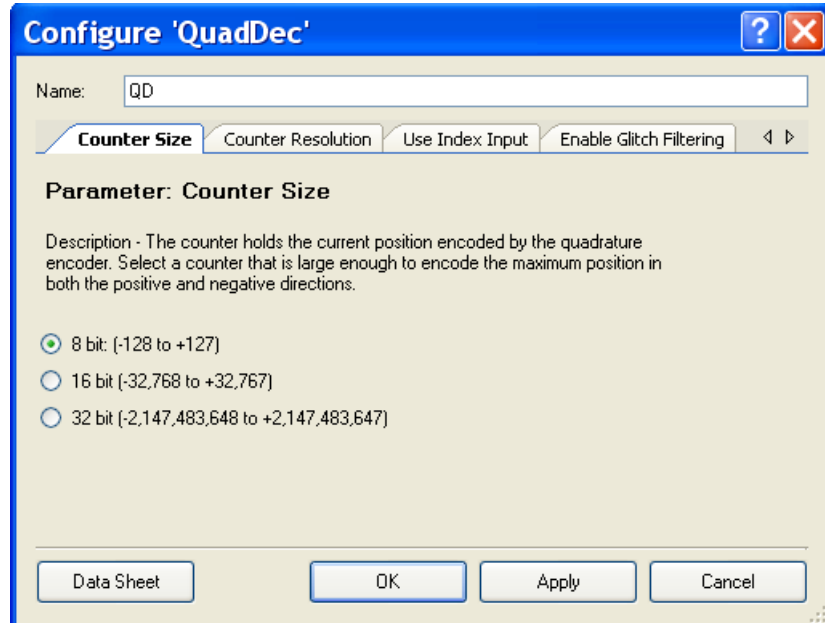 Configure 'QuadDec'
Name: QD
Counter Size Counter Resolution Use Index Input Enable Glitch Filtering
Parameter: Counter Size
Description - The counter holds the current position encoded by the quadrature
encoder. Select a counter that is large enough to encode the maximum position in
both the positive and negative directions.
8 bit: (-128 to +127)
16 bit (-32,768 to +32,767)
32 bit (-2,147,483,648 to +2,147,483,647)
Data Sheet OK Apply Cancel